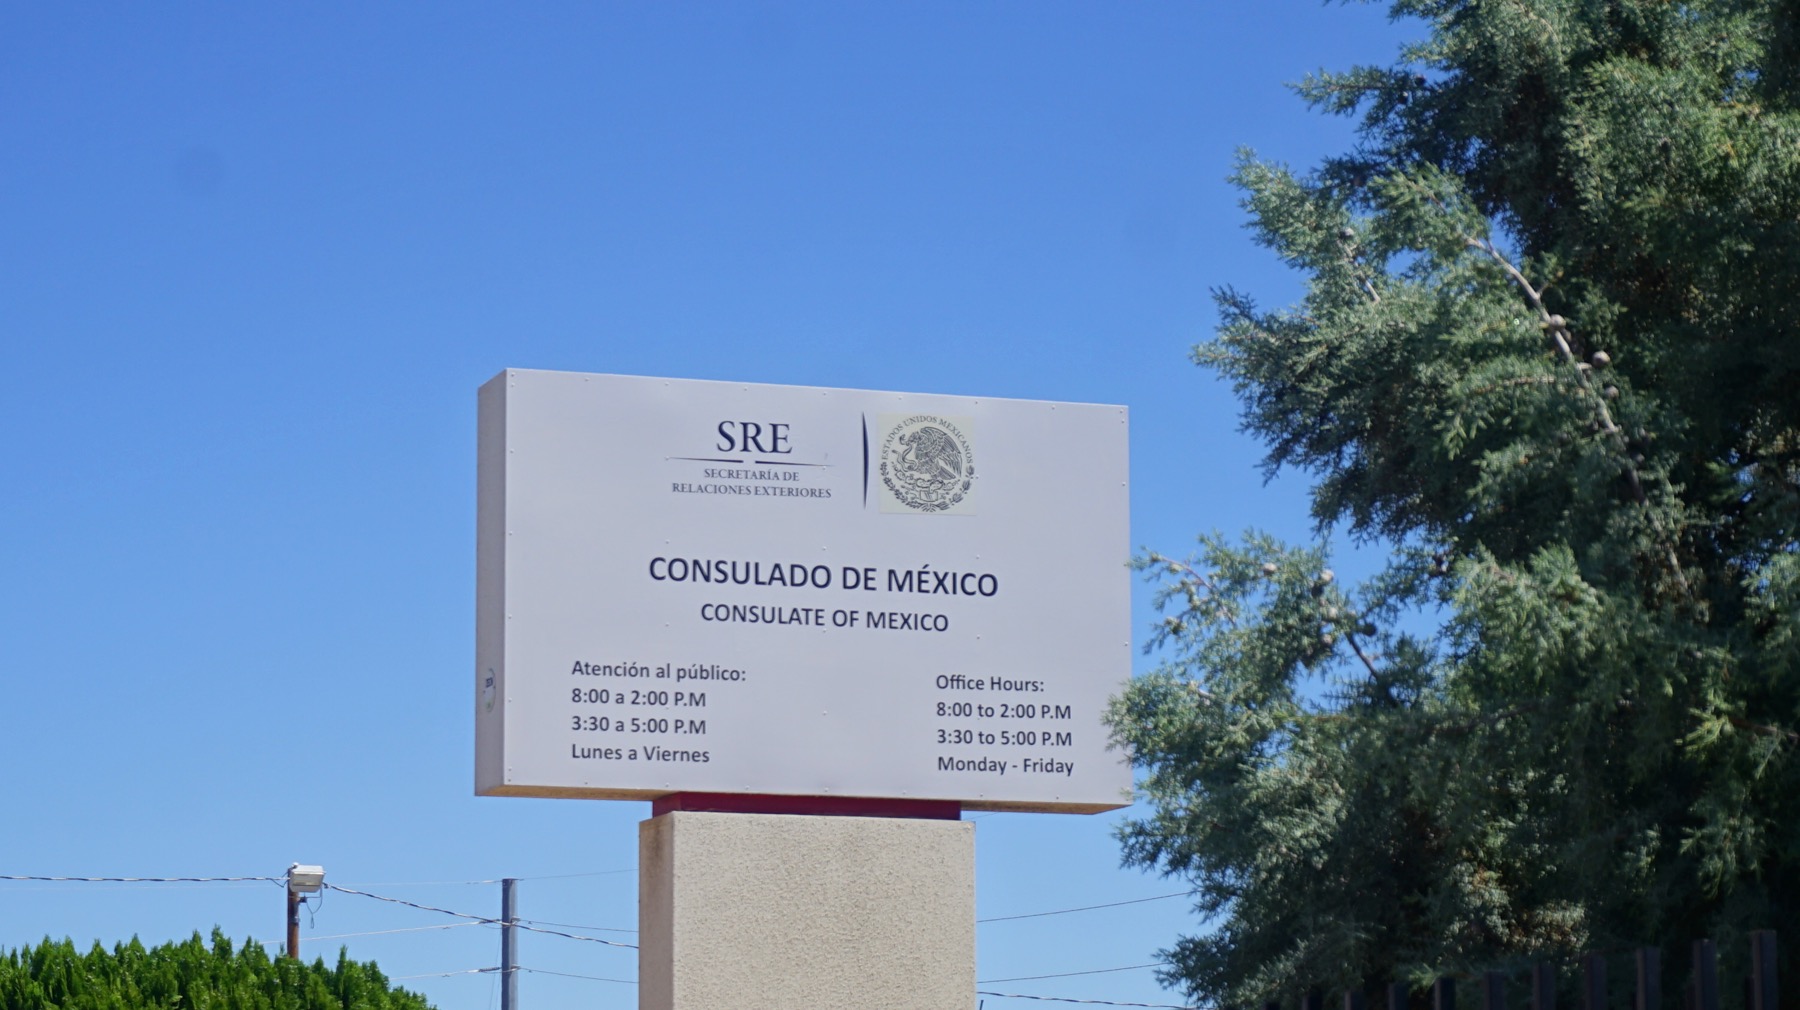 SRE
SECRETARÍA DE
RELACIONES EXTERIORES
ESTADOS UNIDOS MEXICANOS
CONSULADO DE MÉXICO
CONSULATE OF MEXICO
Atención al público:
8:00 a 2:00 P.M
3:30 a 5:00 P.M
Lunes a Viernes
Office Hours:
8:00 to 2:00 P.M
3:30 to 5:00 P.M
Monday - Friday